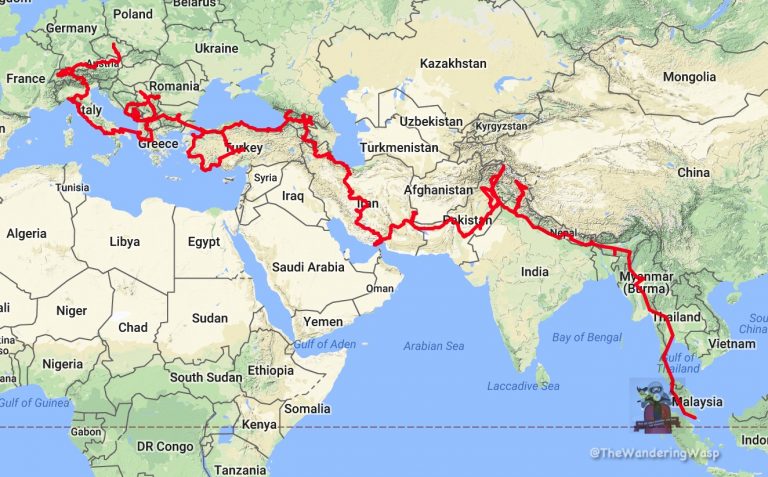 Poland
Belarus
Germany
Ukraine
Austria
France
Kazakhstan
Mongolia
Romania
Italy
Uzbekistan
Kyrgyzstan
Greece
Turkey
Turkmenistan
China
Tunisia
Syria
Iraq
Iran
Afghanistan
Pakistan
Nepal
Algeria
Libya
Egypt
Saudi Arabia
India
Myanmar
(Burma)
Oman
Mali
Niger
Chad
Sudan
Yemen
Thailand
Gulf of Aden
Arabian Sea
Bay of Bengal
Vietnam
Sou
China
Nigeria
Ethiopia
South Sudan
Laccadive Sea
Gulf of
Thailand
Gulf of Guinea
Somalia
Malaysia
Gabon
Kenya
DR Congo
Indo
Tanzania
@TheWanderingWasp